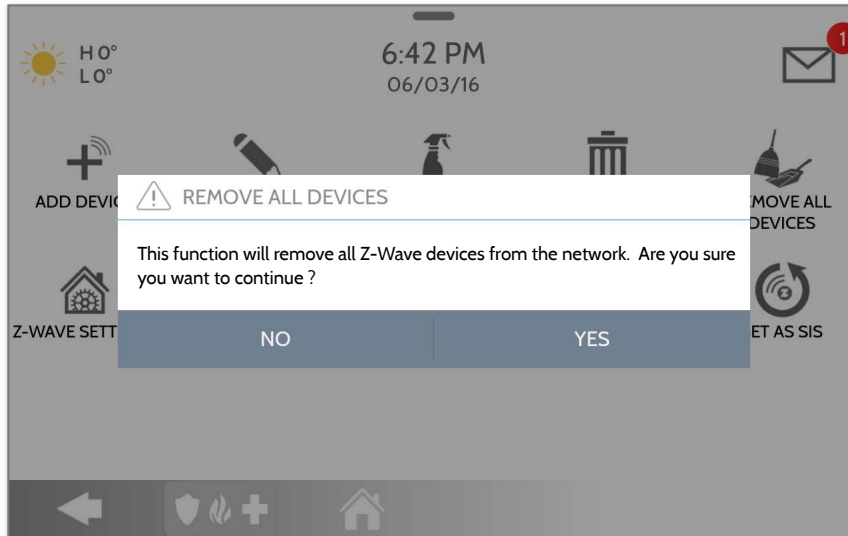 H 0°
L 0°
6:42 PM
06/03/16
1
ADD DEVIC
MOVE ALL
DEVICES
REMOVE ALL DEVICES
This function will remove all Z-Wave devices from the network. Are you sure
you want to continue ?
NO
YES
Z-WAVE SETT
ET AS SIS